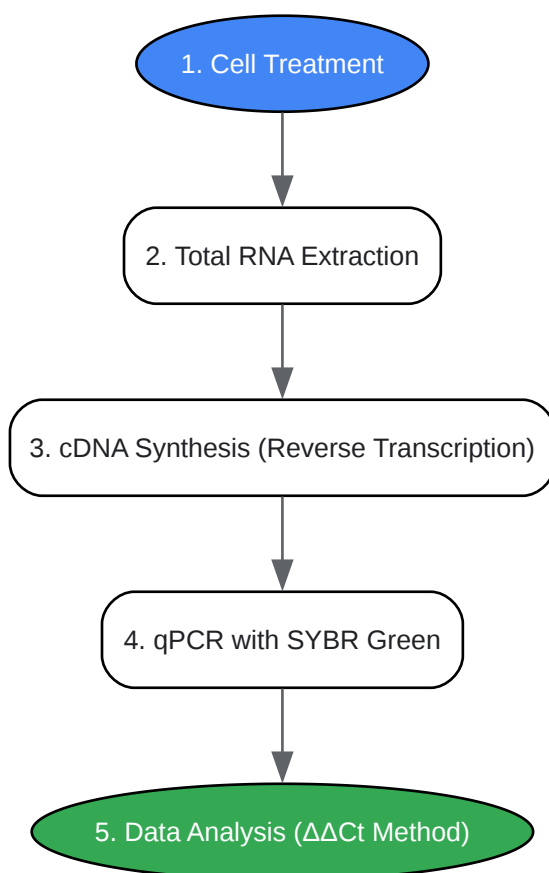 1. Cell Treatment
2. Total RNA Extraction
3. cDNA Synthesis (Reverse Transcription)
4. qPCR with SYBR Green
5. Data Analysis (ΔΔCt Method)